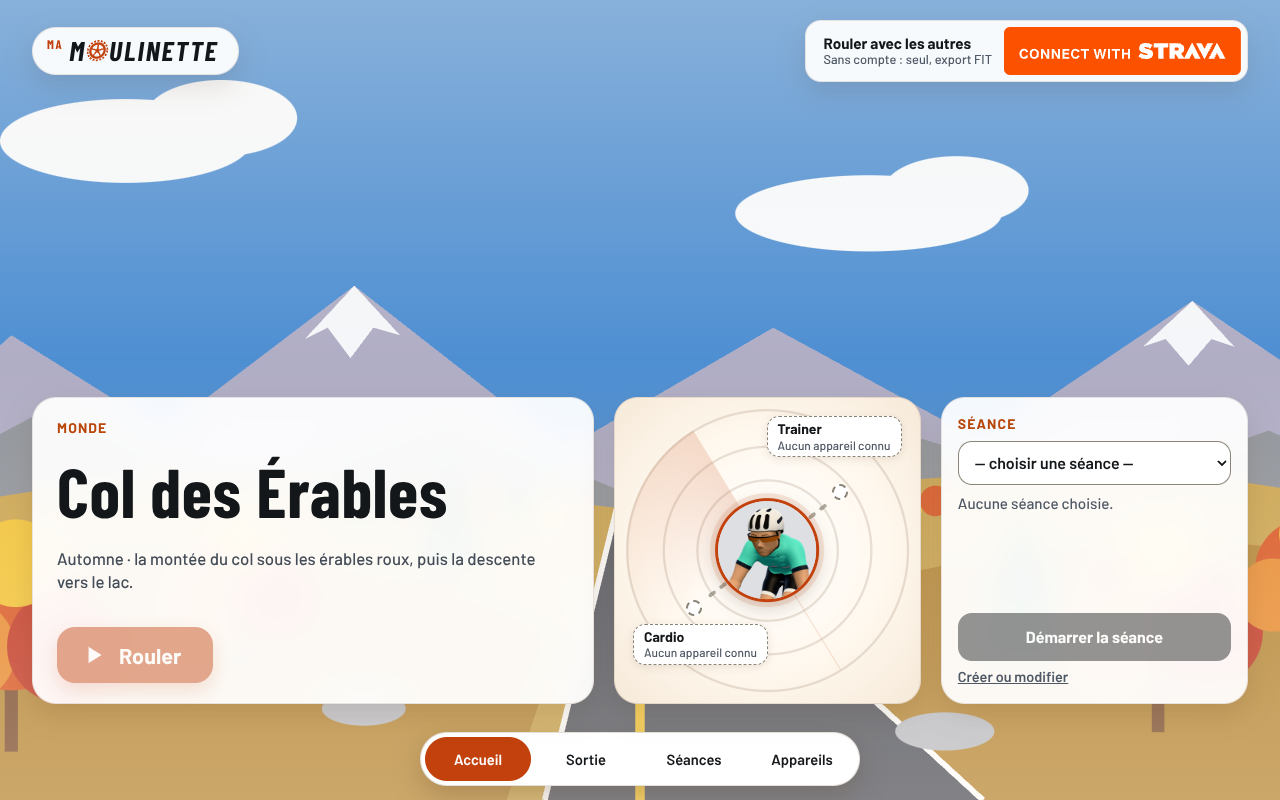 MA MOULINETTE
Rouler avec les autres
Sans compte : seul, export FIT
CONNECT WITH STRAVA
MONDE
Col des Érables
Automne · la montée du col sous les érables roux, puis la descente
vers le lac.
Rouler
Trainer
Aucun appareil connu
Cardio
Aucun appareil connu
SÉANCE
— choisir une séance —
Aucune séance choisie.
Démarrer la séance
Créer ou modifier
Accueil
Sortie
Séances
Appareils